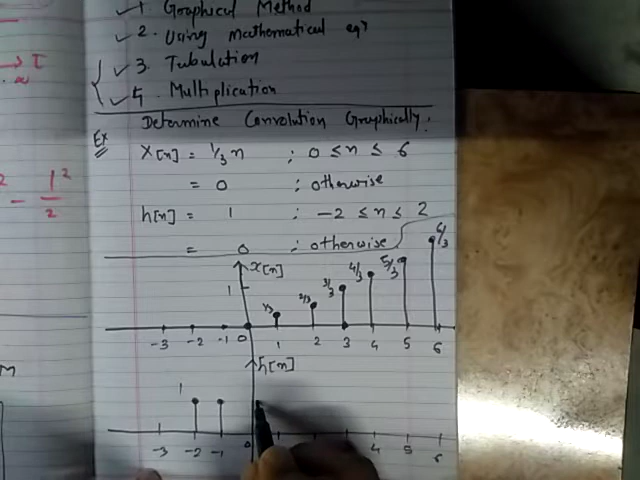 1. Graphical Method
2. Using mathematical eqⁿ
3. Tabulation
4. Multiplication
Ex Determine Convolution Graphically.
x[n] = 1/3 n ; 0 ≤ n ≤ 6
= 0 ; otherwise
h[n] = 1 ; -2 ≤ n ≤ 2
= 0 ; otherwise
x[n]
1
1/3 2/3 3/3 4/3 5/3 6/3
-3 -2 -1 0 1 2 3 4 5 6
h[n]
1
-3 -2 -1 0 4 5 6